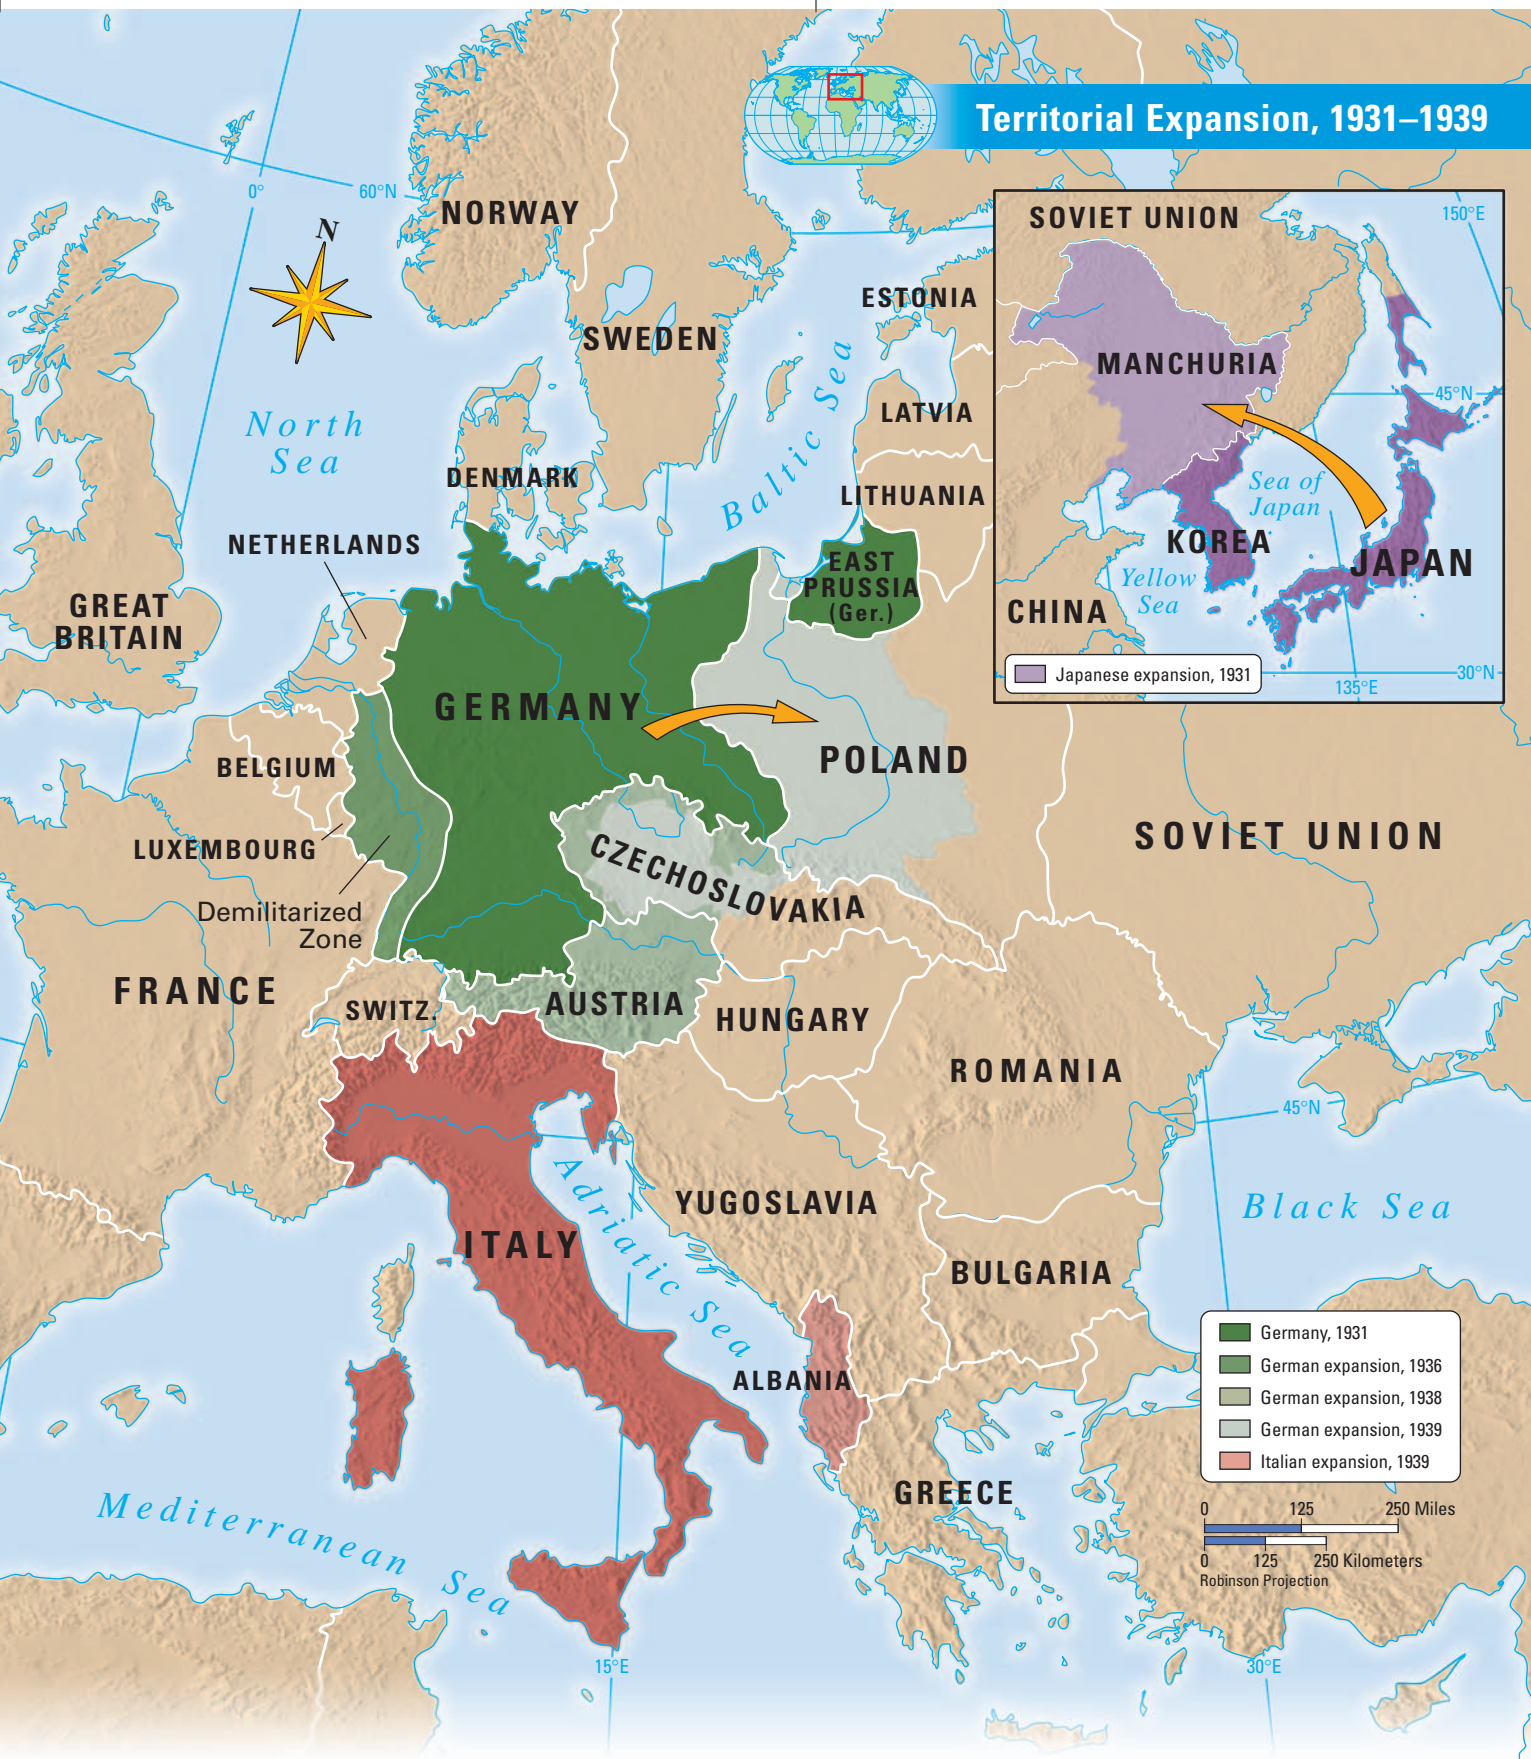 Territorial Expansion, 1931–1939
0°
60°N
N
NORWAY
SWEDEN
ESTONIA
North
Sea
Baltic Sea
LATVIA
DENMARK
LITHUANIA
NETHERLANDS
EAST
PRUSSIA
(Ger.)
GREAT
BRITAIN
GERMANY
POLAND
BELGIUM
LUXEMBOURG
CZECHOSLOVAKIA
SOVIET UNION
Demilitarized
Zone
FRANCE
SWITZ.
AUSTRIA
HUNGARY
ROMANIA
45°N
Adriatic Sea
YUGOSLAVIA
Black Sea
ITALY
BULGARIA
ALBANIA
GREECE
Mediterranean Sea
15°E
30°E
SOVIET UNION
150°E
MANCHURIA
45°N
Sea of
Japan
KOREA
JAPAN
Yellow
Sea
CHINA
Japanese expansion, 1931
30°N
135°E
Germany, 1931
German expansion, 1936
German expansion, 1938
German expansion, 1939
Italian expansion, 1939
0 125 250 Miles
0 125 250 Kilometers
Robinson Projection